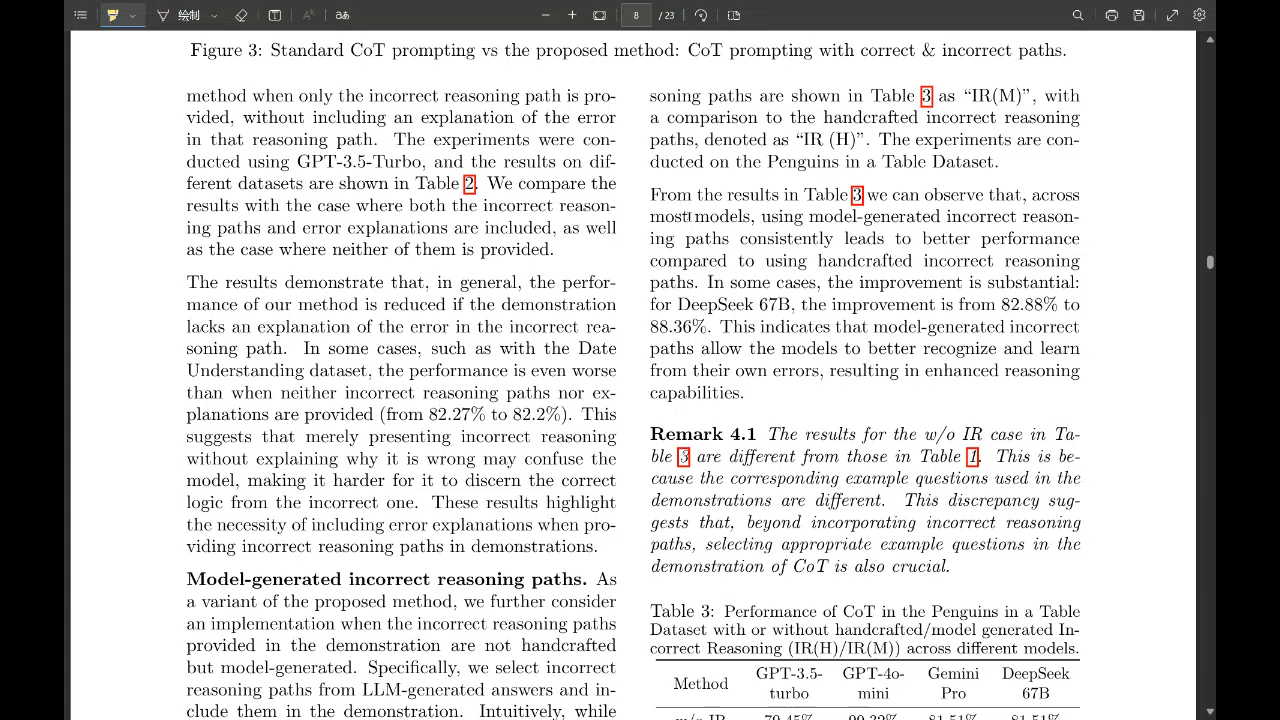 绘制
8 / 23
Figure 3: Standard CoT prompting vs the proposed method: CoT prompting with correct & incorrect paths.
method when only the incorrect reasoning path is pro-
vided, without including an explanation of the error
in that reasoning path. The experiments were con-
ducted using GPT-3.5-Turbo, and the results on dif-
ferent datasets are shown in Table 2. We compare the
results with the case where both the incorrect reason-
ing paths and error explanations are included, as well
as the case where neither of them is provided.
The results demonstrate that, in general, the perfor-
mance of our method is reduced if the demonstration
lacks an explanation of the error in the incorrect rea-
soning path. In some cases, such as with the Date
Understanding dataset, the performance is even worse
than when neither incorrect reasoning paths nor ex-
planations are provided (from 82.27% to 82.2%). This
suggests that merely presenting incorrect reasoning
without explaining why it is wrong may confuse the
model, making it harder for it to discern the correct
logic from the incorrect one. These results highlight
the necessity of including error explanations when pro-
viding incorrect reasoning paths in demonstrations.
Model-generated incorrect reasoning paths. As
a variant of the proposed method, we further consider
an implementation when the incorrect reasoning paths
provided in the demonstration are not handcrafted
but model-generated. Specifically, we select incorrect
reasoning paths from LLM-generated answers and in-
clude them in the demonstration. Intuitively, while
soning paths are shown in Table 3 as “IR(M)”, with
a comparison to the handcrafted incorrect reasoning
paths, denoted as “IR (H)”. The experiments are con-
ducted on the Penguins in a Table Dataset.
From the results in Table 3 we can observe that, across
most models, using model-generated incorrect reason-
ing paths consistently leads to better performance
compared to using handcrafted incorrect reasoning
paths. In some cases, the improvement is substantial:
for DeepSeek 67B, the improvement is from 82.88% to
88.36%. This indicates that model-generated incorrect
paths allow the models to better recognize and learn
from their own errors, resulting in enhanced reasoning
capabilities.
Remark 4.1 The results for the w/o IR case in Ta-
ble 3 are different from those in Table 1. This is be-
cause the corresponding example questions used in the
demonstrations are different. This discrepancy sug-
gests that, beyond incorporating incorrect reasoning
paths, selecting appropriate example questions in the
demonstration of CoT is also crucial.
Table 3: Performance of CoT in the Penguins in a Table
Dataset with or without handcrafted/model generated In-
correct Reasoning (IR(H)/IR(M)) across different models.
Method GPT-3.5-turbo GPT-4o-mini Gemini Pro DeepSeek 67B